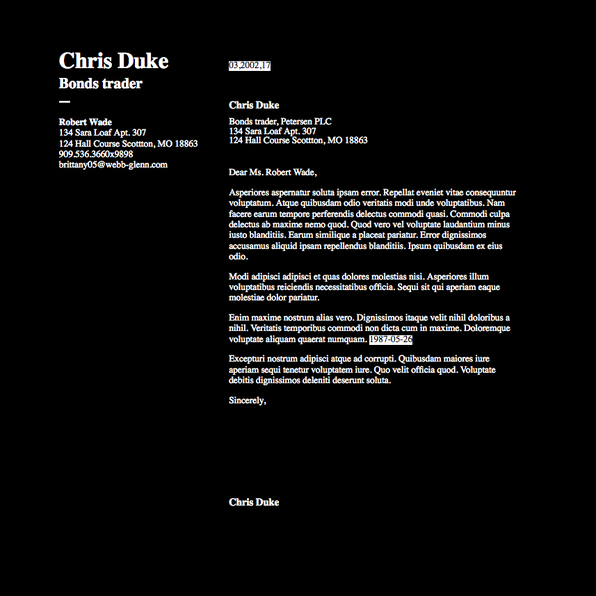 Chris Duke
Bonds trader
Robert Wade
134 Sara Loaf Apt. 307
124 Hall Course Scottton, MO 18863
909.536.3660x9898
brittany05@webb-glenn.com
03,2002,17
Chris Duke
Bonds trader, Petersen PLC
134 Sara Loaf Apt. 307
124 Hall Course Scottton, MO 18863
Dear Ms. Robert Wade,
Asperiores aspernatur soluta ipsam error. Repellat eveniet vitae consequuntur
voluptatum. Atque quibusdam odio veritatis modi unde voluptatibus. Nam
facere earum tempore perferendis delectus commodi quasi. Commodi culpa
delectus ab maxime nemo quod. Quod vero vel voluptate laudantium minus
iusto blanditiis. Earum similique a placeat pariatur. Error dignissimos
accusamus aliquid ipsam repellendus blanditiis. Ipsum quibusdam ex eius
odio.
Modi adipisci adipisci et quas dolores molestias nisi. Asperiores illum
voluptatibus reiciendis necessitatibus officia. Sequi sit qui aperiam eaque
molestiae dolor pariatur.
Enim maxime nostrum alias vero. Dignissimos itaque velit nihil doloribus a
nihil. Veritatis temporibus commodi non dicta cum in maxime. Doloremque
voluptate aliquam quaerat numquam. 1987-05-26
Excepturi nostrum adipisci atque ad corrupti. Quibusdam maiores iure
aperiam sequi tenetur voluptatem iure. Quo velit officia quod. Voluptate
debitis dignissimos deleniti deserunt soluta.
Sincerely,
Chris Duke